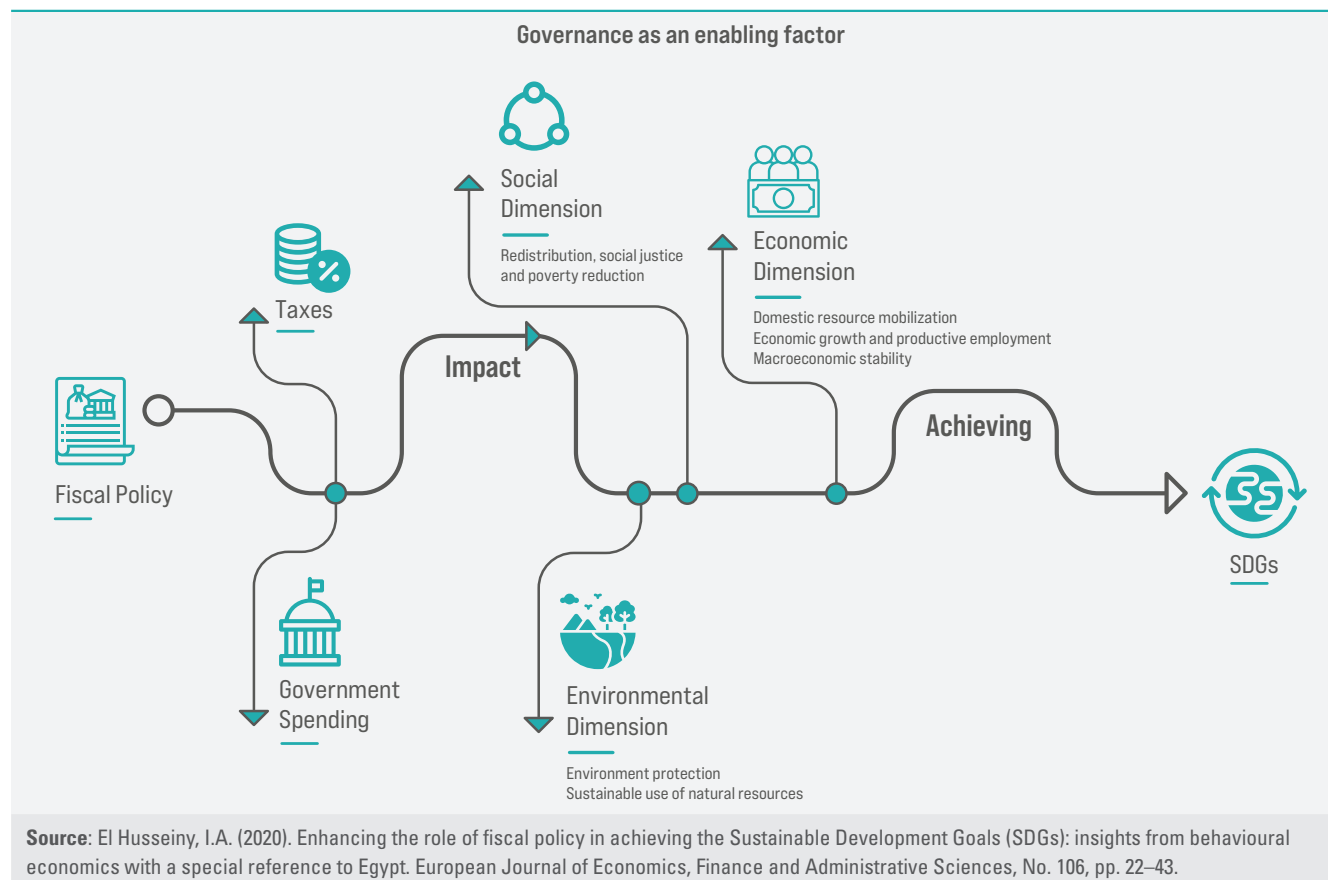 Governance as an enabling factor
Social
Dimension
Redistribution, social justice
and poverty reduction
Economic
Dimension
Domestic resource mobilization
Economic growth and productive employment
Macroeconomic stability
%
Taxes
Impact
Achieving
Fiscal Policy
SDGs
Government
Spending
Environmental
Dimension
Environment protection
Sustainable use of natural resources
Source: El Husseiny, I.A. (2020). Enhancing the role of fiscal policy in achieving the Sustainable Development Goals (SDGs): insights from behavioural
economics with a special reference to Egypt. European Journal of Economics, Finance and Administrative Sciences, No. 106, pp. 22–43.